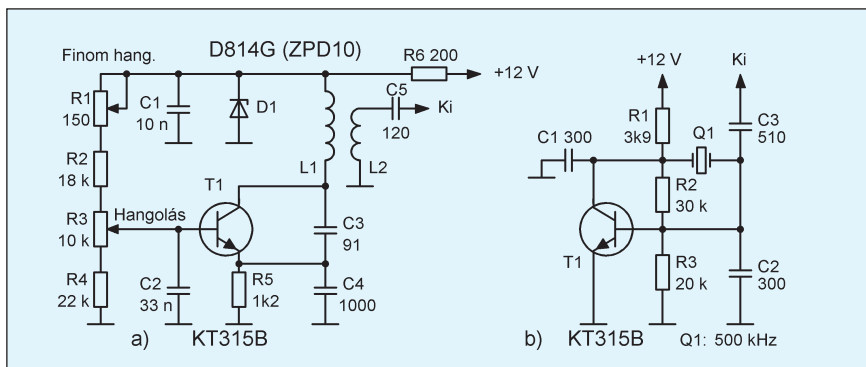 D814G (ZPD10)
Finom hang.
R6 200
+12 V
C5
Ki
120
R1
150
C1
10 n
D1
L1
L2
R2
18 k
T1
R3
10 k
Hangolás
C3
91
R4
22 k
C2
33 n
R5
1k2
C4
1000
a)
KT315B
+12 V
Ki
R1
3k9
Q1
C3
510
C1 300
R2
30 k
T1
R3
20 k
C2
300
b)
KT315B
Q1: 500 kHz